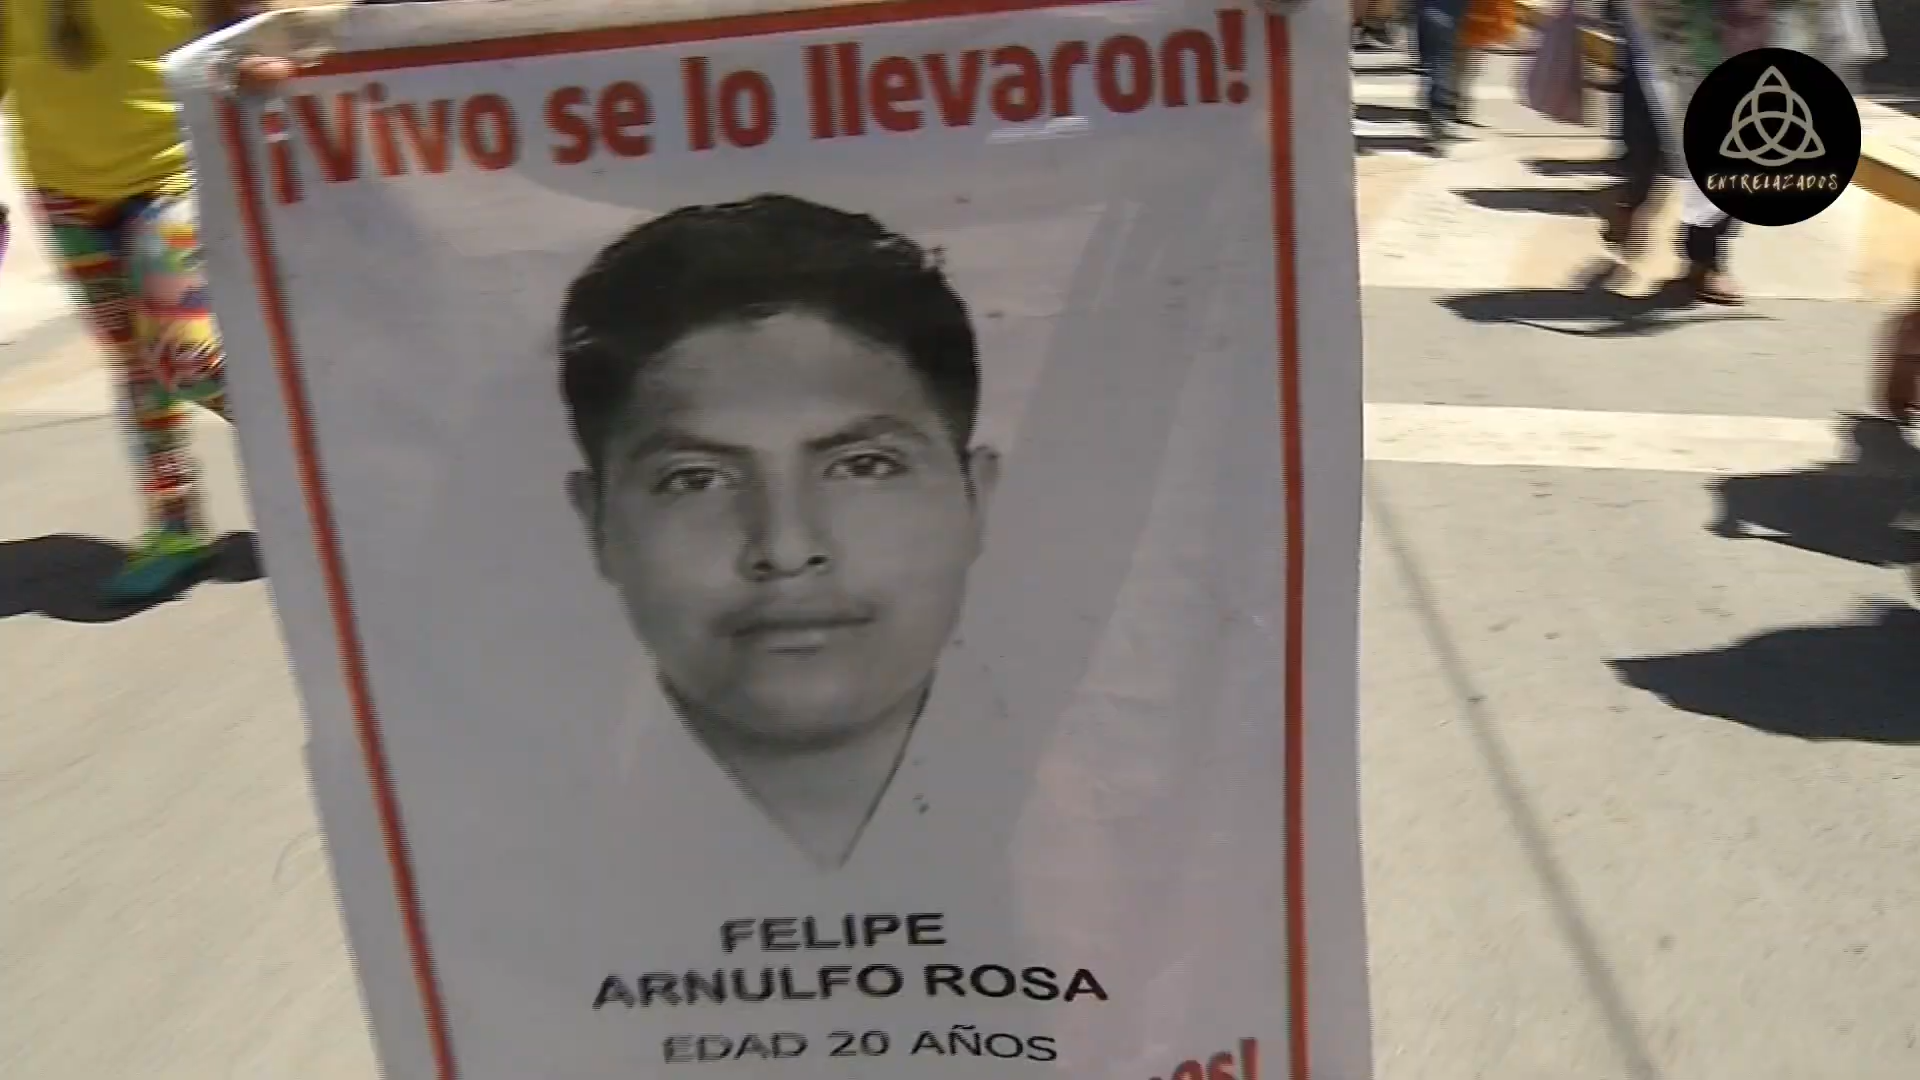 ¡Vivo se lo llevaron!
ENTRELAZADOS
FELIPE
ARNULFO ROSA
EDAD 20 AÑOS